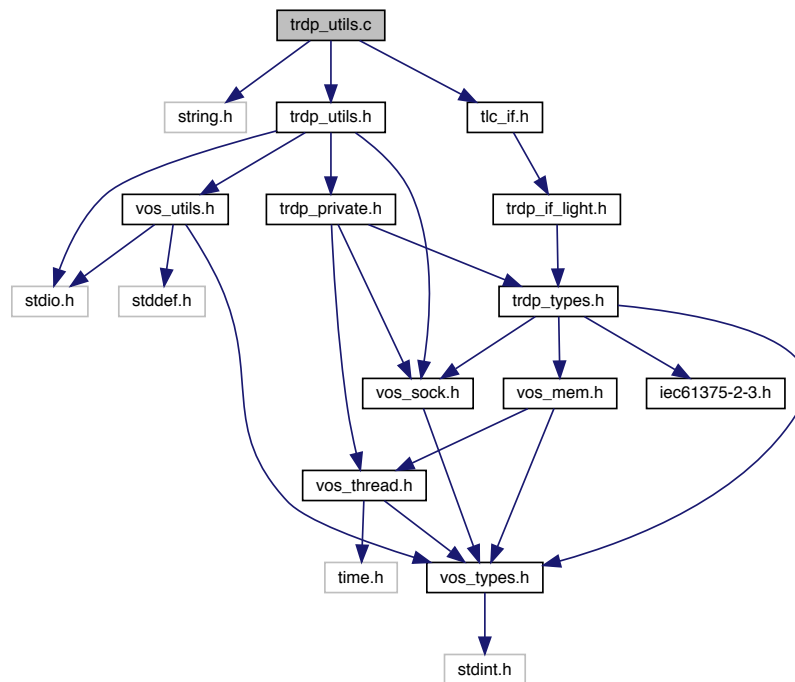 trdp_utils.c
string.h
trdp_utils.h
tlc_if.h
vos_utils.h
trdp_private.h
trdp_if_light.h
stdio.h
stddef.h
trdp_types.h
vos_sock.h
vos_mem.h
iec61375-2-3.h
vos_thread.h
time.h
vos_types.h
stdint.h